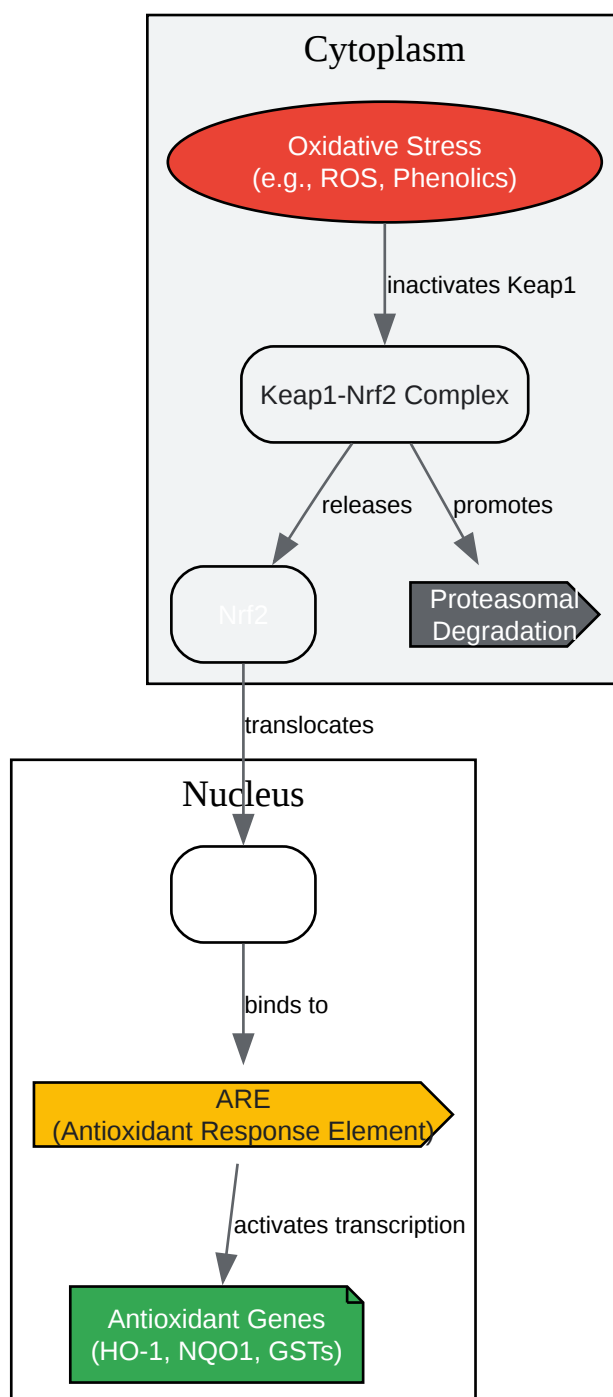 Cytoplasm
Oxidative Stress
(e.g., ROS, Phenolics)
inactivates Keap1
Keap1-Nrf2 Complex
releases
promotes
Nrf2
Proteasomal
Degradation
translocates
Nucleus
binds to
ARE
(Antioxidant Response Element)
activates transcription
Antioxidant Genes
(HO-1, NQO1, GSTs)